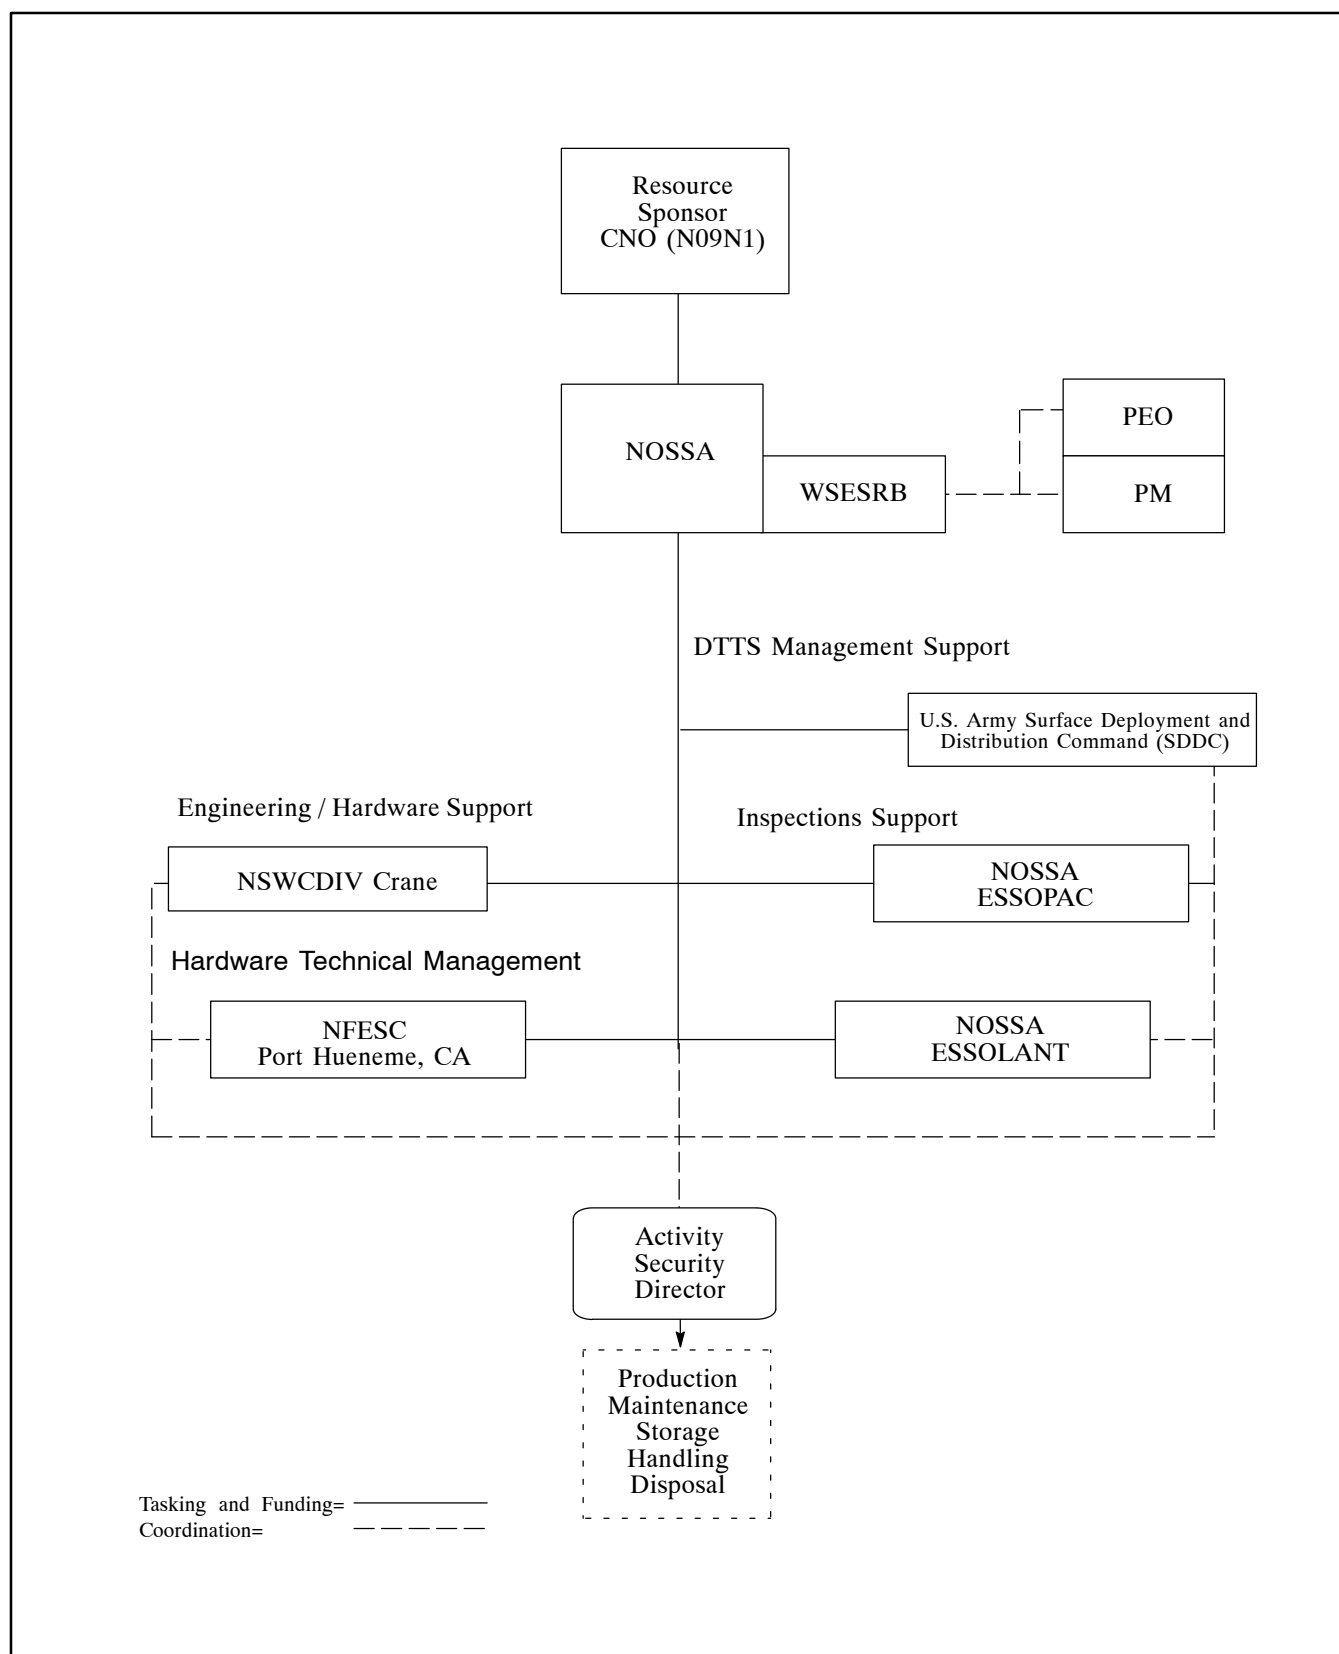 Resource
Sponsor
CNO (N09N1)
NOSSA
WSESRB
PEO
PM
DTTS Management Support
U.S. Army Surface Deployment and
Distribution Command (SDDC)
Engineering / Hardware Support
Inspections Support
NSWCDIV Crane
NOSSA
ESSOPAC
Hardware Technical Management
NFESC
Port Hueneme, CA
NOSSA
ESSOLANT
Activity
Security
Director
Production
Maintenance
Storage
Handling
Disposal
Tasking and Funding=
Coordination=